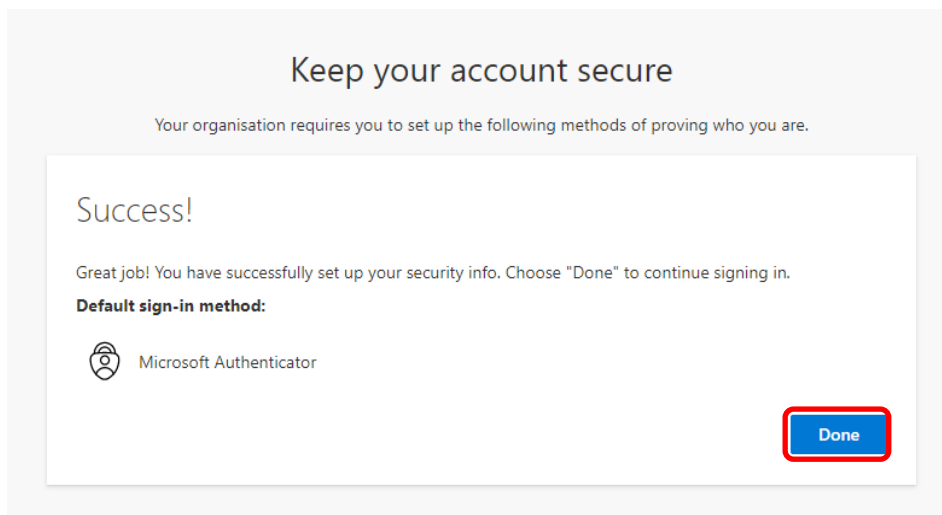 Keep your account secure
Your organisation requires you to set up the following methods of proving who you are.
Success!
Great job! You have successfully set up your security info. Choose "Done" to continue signing in.
Default sign-in method:
Microsoft Authenticator
Done